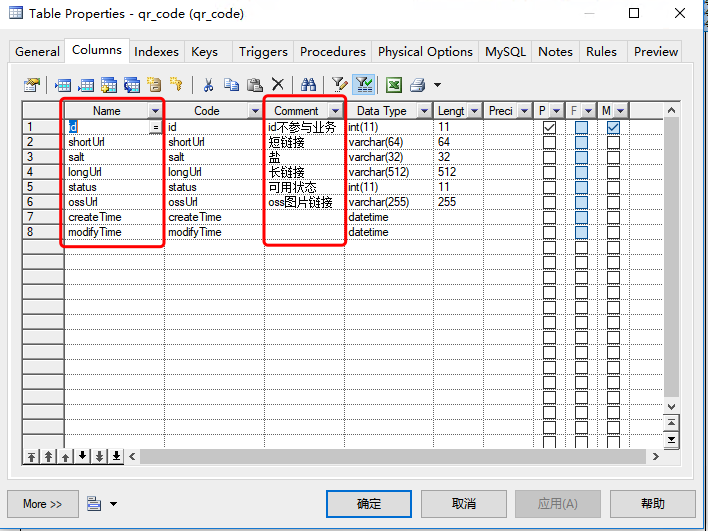 Table Properties - qr_code (qr_code)
General Columns Indexes Keys Triggers Procedures Physical Options MySQL Notes Rules Preview
Name Code Comment Data Type Lengt Preci P F M
1 id = id id不参与业务 int(11) 11
2 shortUrl shortUrl 短链接 varchar(64) 64
3 salt salt 盐 varchar(32) 32
4 longUrl longUrl 长链接 varchar(512) 512
5 status status 可用状态 int(11) 11
6 ossUrl ossUrl oss图片链接 varchar(255) 255
7 createTime createTime datetime
8 modifyTime modifyTime datetime
More >> 确定 取消 应用(A) 帮助